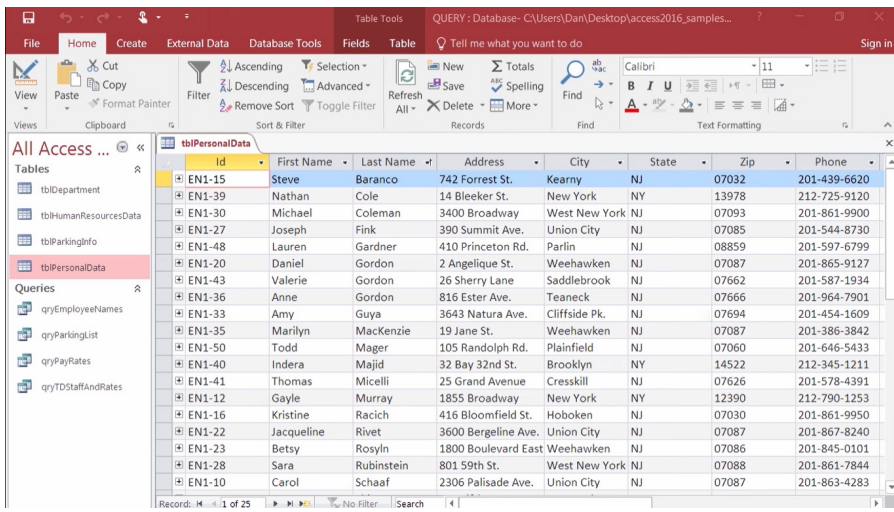 Table Tools QUERY : Database- C:\Users\Dan\Desktop\access2016_samples... ?
File Home Create External Data Database Tools Fields Table Tell me what you want to do Sign in
View Paste Cut Copy Format Painter
Filter Ascending Descending Remove Sort Selection Advanced Toggle Filter
Refresh All New Save Delete Totals Spelling More
Find Calibri 11
B I U A
Views Clipboard Sort & Filter Records Find Text Formatting
All Access ... «
tblPersonalData
Tables
tblDepartment
tblHumanResourcesData
tblParkingInfo
tblPersonalData
Queries
qryEmployeeNames
qryParkingList
qryPayRates
qryTDStaffAndRates
Id First Name Last Name Address City State Zip Phone
EN1-15 Steve Baranco 742 Forrest St. Kearny NJ 07032 201-439-6620
EN1-39 Nathan Cole 14 Bleeker St. New York NY 13978 212-725-9120
EN1-30 Michael Coleman 3400 Broadway West New York NJ 07093 201-861-9900
EN1-27 Joseph Fink 390 Summit Ave. Union City NJ 07085 201-544-8730
EN1-48 Lauren Gardner 410 Princeton Rd. Parlin NJ 08859 201-597-6799
EN1-20 Daniel Gordon 2 Angelique St. Weehawken NJ 07087 201-865-9127
EN1-43 Valerie Gordon 26 Sherry Lane Saddlebrook NJ 07662 201-587-1934
EN1-36 Anne Gordon 816 Ester Ave. Teaneck NJ 07666 201-964-7901
EN1-33 Amy Guya 3643 Natura Ave. Cliffside Pk. NJ 07694 201-454-1609
EN1-35 Marilyn MacKenzie 19 Jane St. Weehawken NJ 07087 201-386-3842
EN1-50 Todd Mager 105 Randolph Rd. Plainfield NJ 07060 201-646-5433
EN1-40 Indera Majid 32 Bay 32nd St. Brooklyn NY 14522 212-345-1211
EN1-41 Thomas Micelli 25 Grand Avenue Cresskill NJ 07626 201-578-4391
EN1-12 Gayle Murray 1855 Broadway New York NY 12390 212-790-1253
EN1-16 Kristine Racich 416 Bloomfield St. Hoboken NJ 07030 201-861-9950
EN1-22 Jacqueline Rivet 3600 Bergeline Ave. Union City NJ 07087 201-867-8240
EN1-23 Betsy Rosyln 1800 Boulevard East Weehawken NJ 07086 201-845-0101
EN1-28 Sara Rubinstein 801 59th St. West New York NJ 07088 201-861-7844
EN1-10 Carol Schaaf 2306 Palisade Ave. Union City NJ 07087 201-863-4283
Record: 1 of 25 No Filter Search